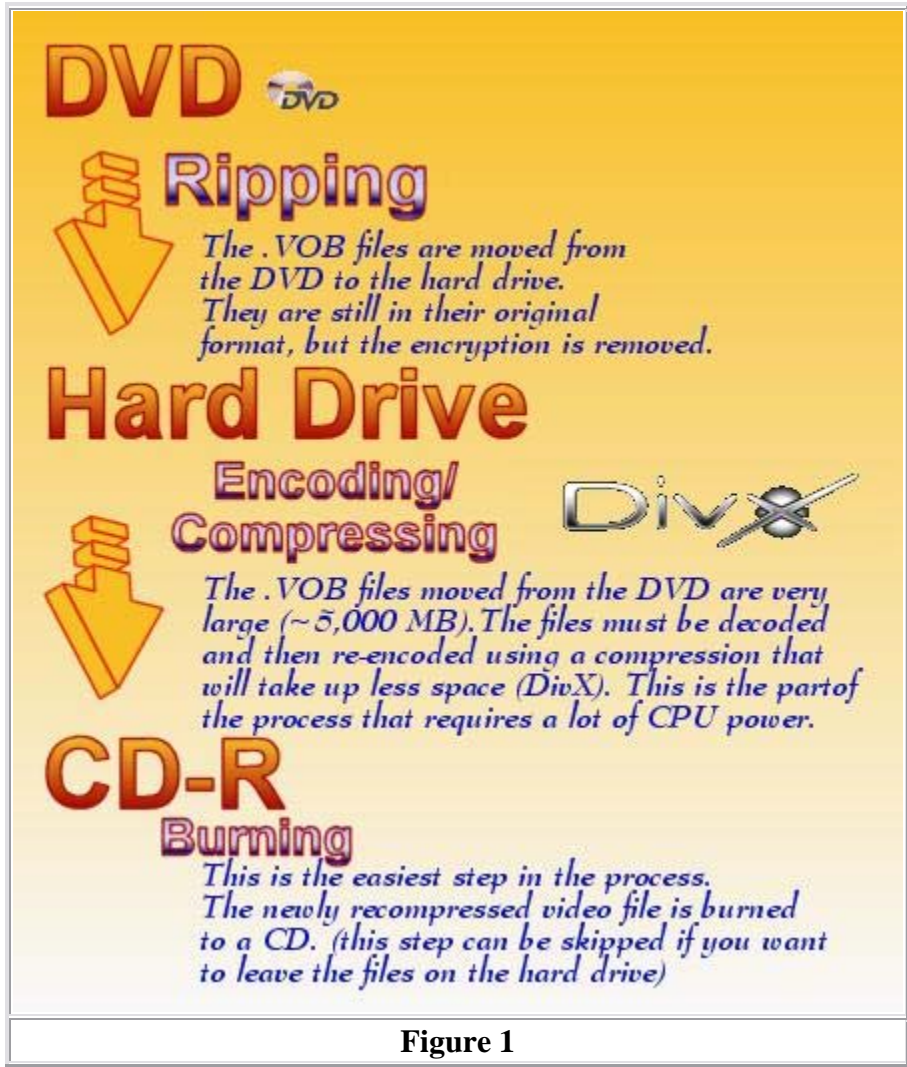 DVD DVD
Ripping
The .VOB files are moved from
the DVD to the hard drive.
They are still in their original
format, but the encryption is removed.
Hard Drive
Encoding/
Compressing
DivX
The .VOB files moved from the DVD are very
large (~5,000 MB).The files must be decoded
and then re-encoded using a compression that
will take up less space (DivX). This is the partof
the process that requires a lot of CPU power.
CD-R
Burning
This is the easiest step in the process.
The newly recompressed video file is burned
to a CD. (this step can be skipped if you want
to leave the files on the hard drive)
Figure 1